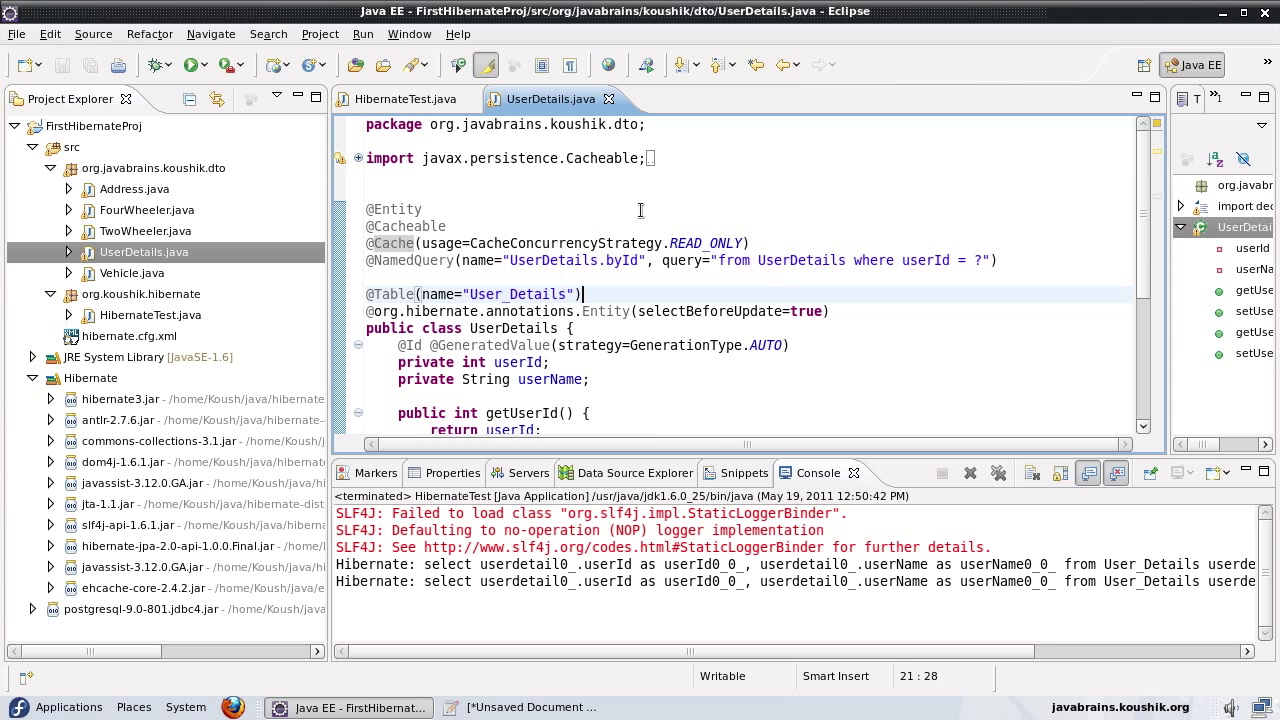 Java EE - FirstHibernateProj/src/org/javabrains/koushik/dto/UserDetails.java - Eclipse
File Edit Source Refactor Navigate Search Project Run Window Help
Java EE
»
Project Explorer
FirstHibernateProj
src
org.javabrains.koushik.dto
Address.java
FourWheeler.java
TwoWheeler.java
UserDetails.java
Vehicle.java
org.koushik.hibernate
HibernateTest.java
hibernate.cfg.xml
JRE System Library [JavaSE-1.6]
Hibernate
hibernate3.jar - /home/Koush/java/hibernate
antlr-2.7.6.jar - /home/Koush/java/hibernate-
commons-collections-3.1.jar - /home/Koush/j
dom4j-1.6.1.jar - /home/Koush/java/hibernat
javassist-3.12.0.GA.jar - /home/Koush/java/h
jta-1.1.jar - /home/Koush/java/hibernate-dist
slf4j-api-1.6.1.jar - /home/Koush/java/hibern
hibernate-jpa-2.0-api-1.0.0.Final.jar - /home/
javassist-3.12.0.GA.jar - /home/Koush/java/h
ehcache-core-2.4.2.jar - /home/Koush/java/e
postgresql-9.0-801.jdbc4.jar - /home/Koush/java
HibernateTest.java UserDetails.java
package org.javabrains.koushik.dto;
import javax.persistence.Cacheable;
@Entity
@Cacheable
@Cache(usage=CacheConcurrencyStrategy.READ_ONLY)
@NamedQuery(name="UserDetails.byId", query="from UserDetails where userId = ?")
@Table(name="User_Details")
@org.hibernate.annotations.Entity(selectBeforeUpdate=true)
public class UserDetails {
@Id @GeneratedValue(strategy=GenerationType.AUTO)
private int userId;
private String userName;
public int getUserId() {
return userId;
T »1
org.javabr
import dec
UserDetai
userId
userNa
getUse
setUse
getUse
setUse
Markers Properties Servers Data Source Explorer Snippets Console
<terminated> HibernateTest [Java Application] /usr/java/jdk1.6.0_25/bin/java (May 19, 2011 12:50:42 PM)
SLF4J: Failed to load class "org.slf4j.impl.StaticLoggerBinder".
SLF4J: Defaulting to no-operation (NOP) logger implementation
SLF4J: See http://www.slf4j.org/codes.html#StaticLoggerBinder for further details.
Hibernate: select userdetail0_.userId as userId0_0_, userdetail0_.userName as userName0_0_ from User_Details userde
Hibernate: select userdetail0_.userId as userId0_0_, userdetail0_.userName as userName0_0_ from User_Details userde
Writable Smart Insert 21 : 28
Applications Places System Java EE - FirstHibernat... [*Unsaved Document ... javabrains.koushik.org